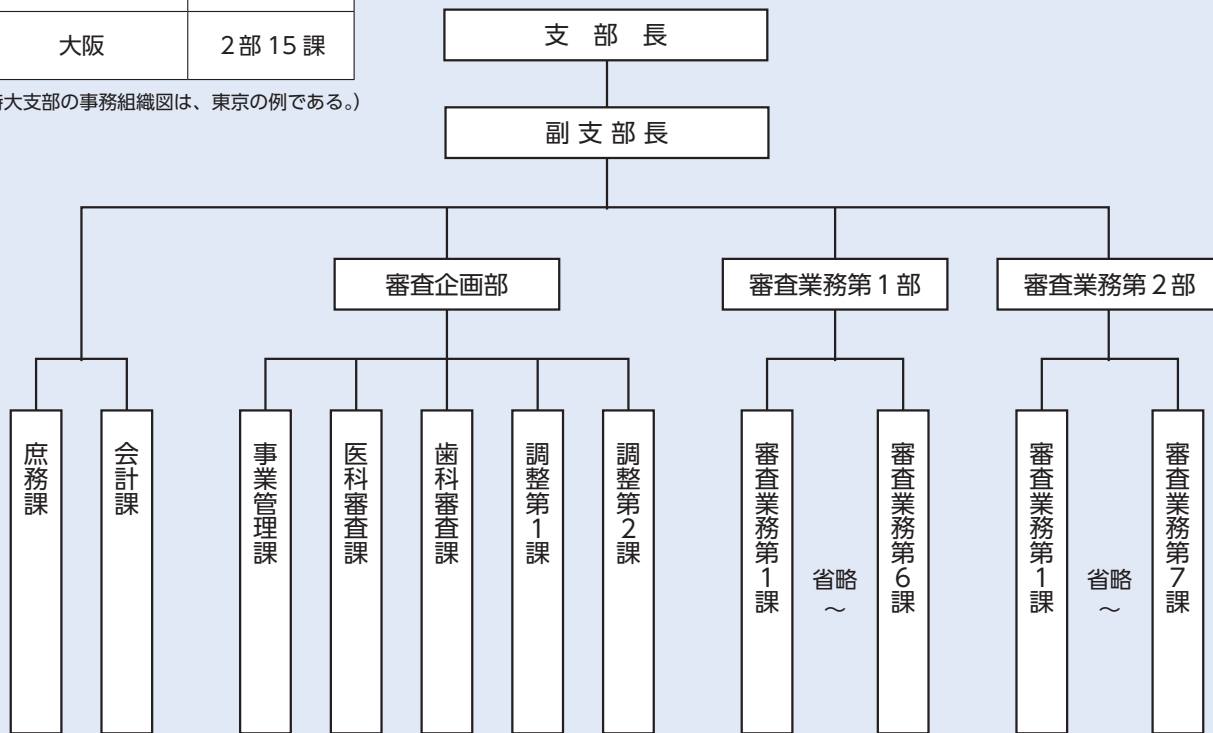 大阪
2部15課
特大支部の事務組織図は、東京の例である。)
支部長
副支部長
審査企画部
審査業務第1部
審査業務第2部
庶務課
会計課
事業管理課
医科審査課
歯科審査課
調整第1課
調整第2課
審査業務第1課
省略
～
審査業務第6課
審査業務第1課
省略
～
審査業務第7課